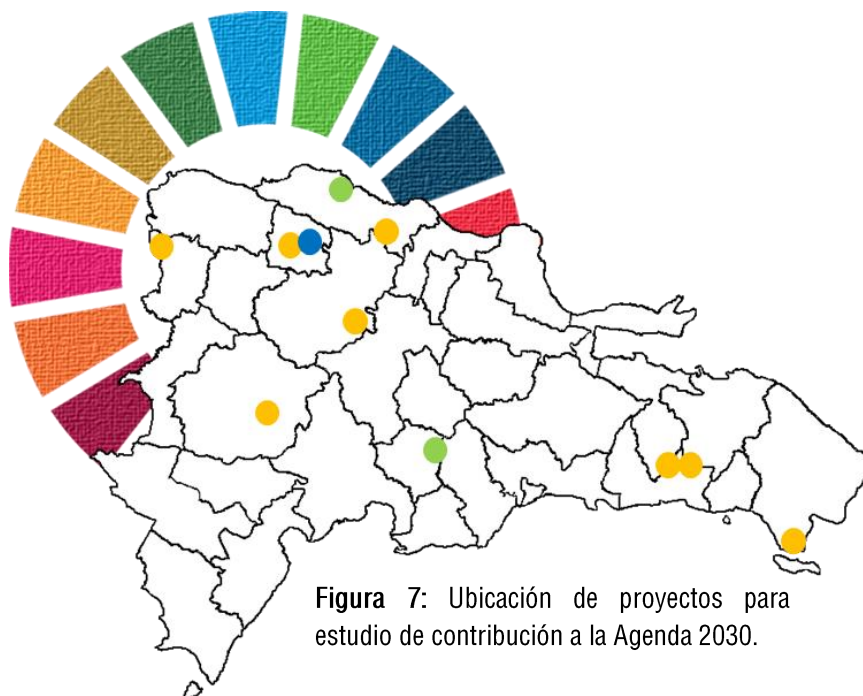 Figura 7: Ubicación de proyectos para
estudio de contribución a la Agenda 2030.